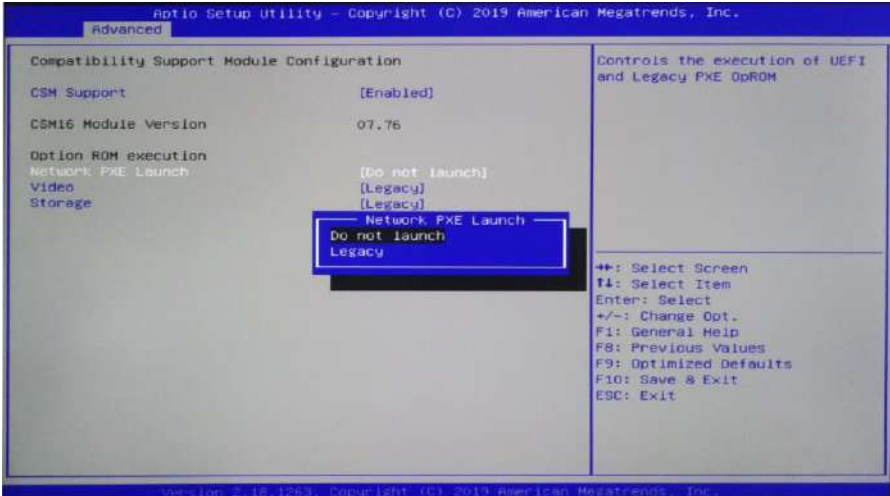 Aptio Setup Utility – Copyright (C) 2019 American Megatrends, Inc.
Advanced
Compatibility Support Module Configuration
CSM Support [Enabled]
CSM16 Module Version 07.76
Option ROM execution
Network PXE Launch [Do not launch]
Video [Legacy]
Storage [Legacy]
Network PXE Launch
Do not launch
Legacy
Controls the execution of UEFI
and Legacy PXE OpROM
→←: Select Screen
↑↓: Select Item
Enter: Select
+/-: Change Opt.
F1: General Help
F8: Previous Values
F9: Optimized Defaults
F10: Save & Exit
ESC: Exit
Version 2.18.1263. Copyright (C) 2019 American Megatrends, Inc.